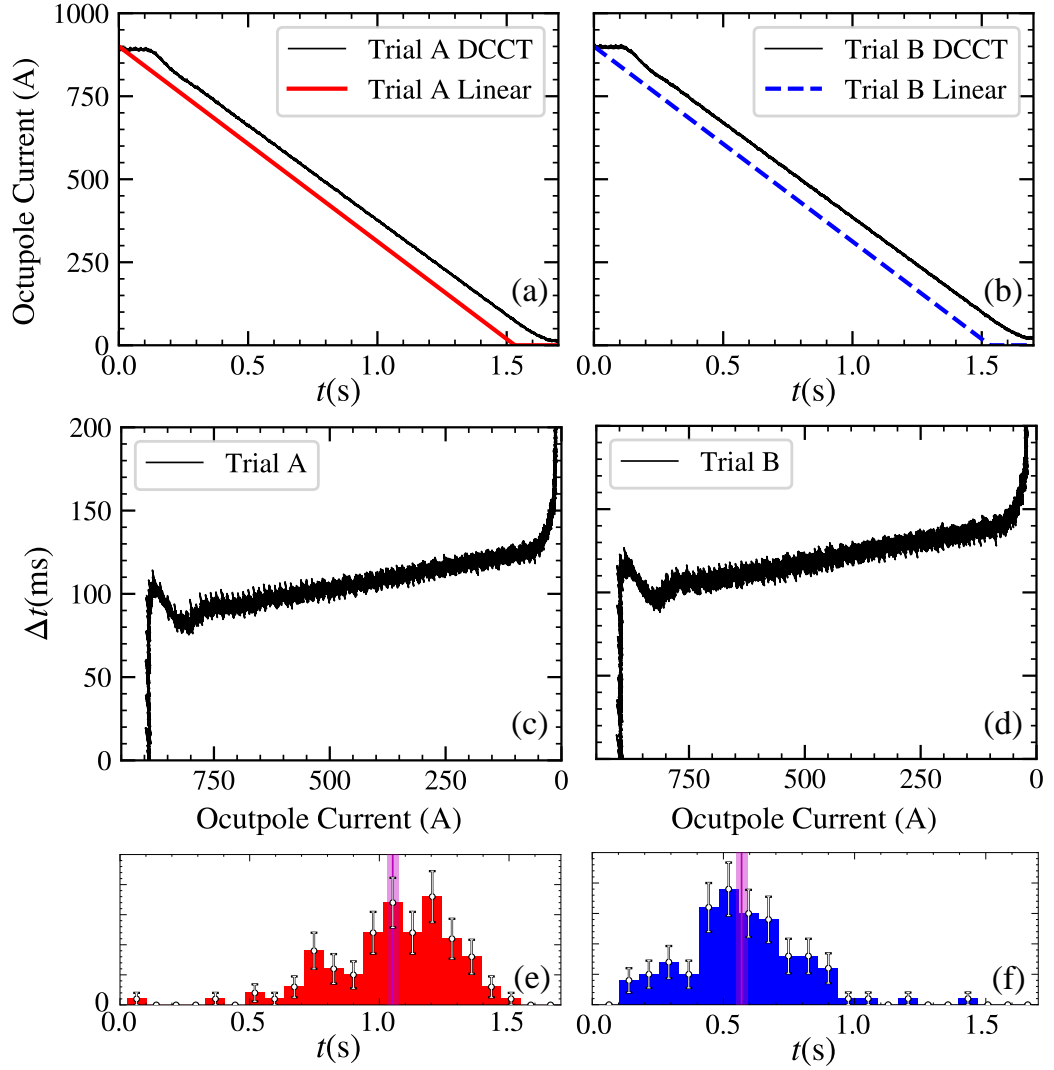 1000
750
500
250
0
Octupole Current (A)
Trial A DCCT
Trial A Linear
(a)
0.0 0.5 1.0 1.5
t(s)
Trial B DCCT
Trial B Linear
(b)
0.0 0.5 1.0 1.5
t(s)
200
150
100
50
0
Δt(ms)
Trial A
(c)
750 500 250 0
Ocutpole Current (A)
Trial B
(d)
750 500 250 0
Ocutpole Current (A)
0
(e)
0.0 0.5 1.0 1.5
t(s)
(f)
0.0 0.5 1.0 1.5
t(s)